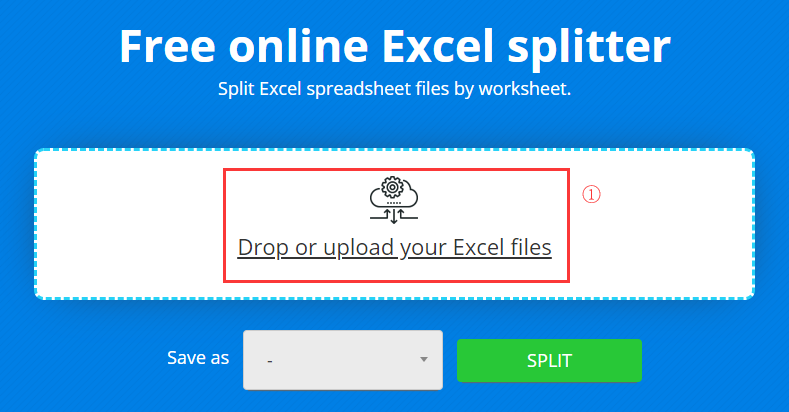 Free online Excel splitter
Split Excel spreadsheet files by worksheet.
①
Drop or upload your Excel files
Save as - SPLIT